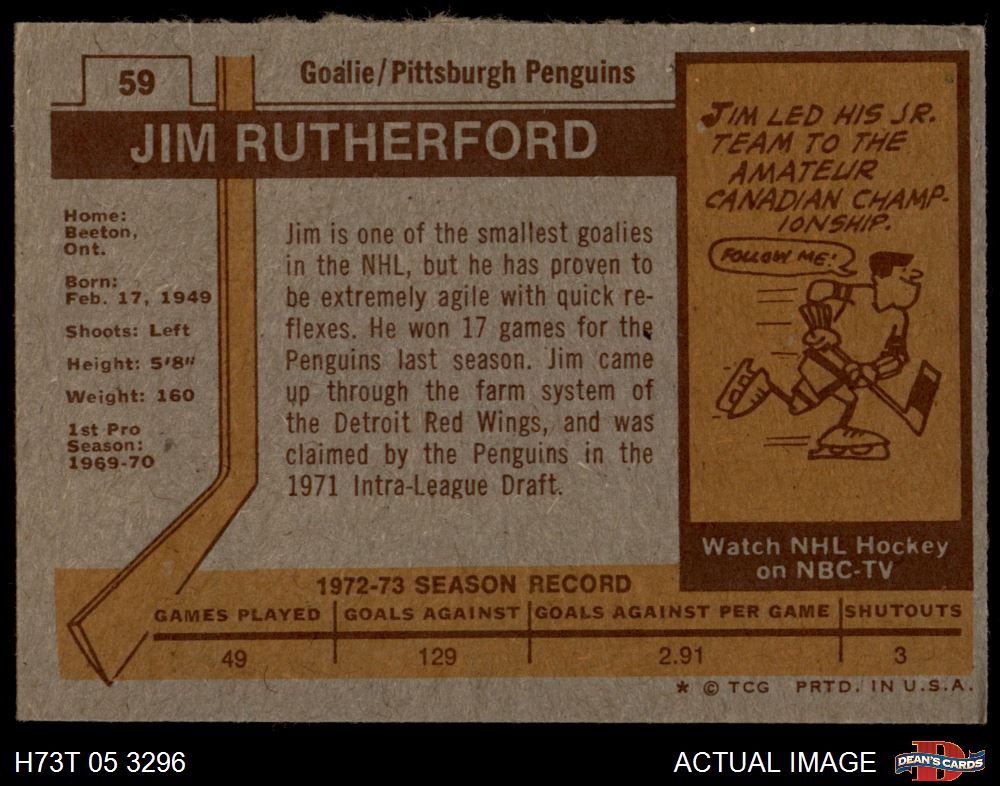 59
Goalie/Pittsburgh Penguins
JIM RUTHERFORD
Home:
Beeton,
Ont.
Born:
Feb. 17, 1949
Shoots: Left
Height: 5'8"
Weight: 160
1st Pro
Season:
1969-70
Jim is one of the smallest goalies
in the NHL, but he has proven to
be extremely agile with quick re-
flexes. He won 17 games for the
Penguins last season. Jim came
up through the farm system of
the Detroit Red Wings, and was
claimed by the Penguins in the
1971 Intra-League Draft.
JIM LED HIS JR.
TEAM TO THE
AMATEUR
CANADIAN CHAMP-
IONSHIP.
FOLLOW ME!
Watch NHL Hockey
on NBC-TV
1972-73 SEASON RECORD
GAMES PLAYED GOALS AGAINST GOALS AGAINST PER GAME SHUTOUTS
49 129 2.91 3
* © TCG PRTD. IN U.S.A.
H73T 05 3296
ACTUAL IMAGE
D
DEAN'S CARDS